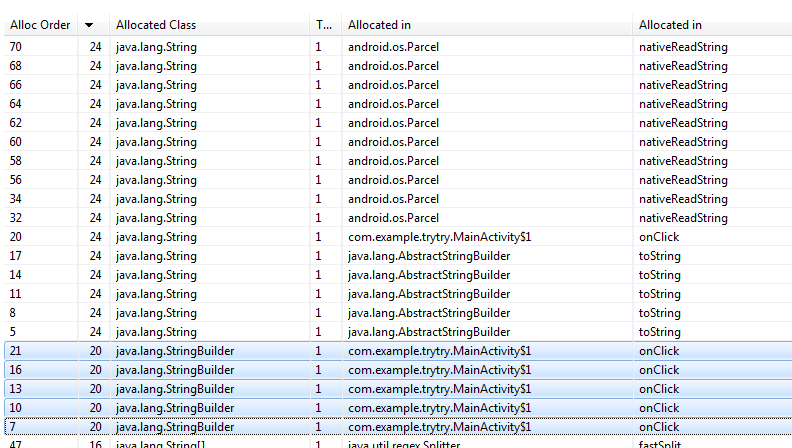 Alloc Order Allocated Class T... Allocated in Allocated in
70 24 java.lang.String 1 android.os.Parcel nativeReadString
68 24 java.lang.String 1 android.os.Parcel nativeReadString
66 24 java.lang.String 1 android.os.Parcel nativeReadString
64 24 java.lang.String 1 android.os.Parcel nativeReadString
62 24 java.lang.String 1 android.os.Parcel nativeReadString
60 24 java.lang.String 1 android.os.Parcel nativeReadString
58 24 java.lang.String 1 android.os.Parcel nativeReadString
56 24 java.lang.String 1 android.os.Parcel nativeReadString
34 24 java.lang.String 1 android.os.Parcel nativeReadString
32 24 java.lang.String 1 android.os.Parcel nativeReadString
20 24 java.lang.String 1 com.example.trytry.MainActivity$1 onClick
17 24 java.lang.String 1 java.lang.AbstractStringBuilder toString
14 24 java.lang.String 1 java.lang.AbstractStringBuilder toString
11 24 java.lang.String 1 java.lang.AbstractStringBuilder toString
8 24 java.lang.String 1 java.lang.AbstractStringBuilder toString
5 24 java.lang.String 1 java.lang.AbstractStringBuilder toString
21 20 java.lang.StringBuilder 1 com.example.trytry.MainActivity$1 onClick
16 20 java.lang.StringBuilder 1 com.example.trytry.MainActivity$1 onClick
13 20 java.lang.StringBuilder 1 com.example.trytry.MainActivity$1 onClick
10 20 java.lang.StringBuilder 1 com.example.trytry.MainActivity$1 onClick
7 20 java.lang.StringBuilder 1 com.example.trytry.MainActivity$1 onClick
47 16 java.lang.String[] 1 java.util.regex.Splitter fastSplit